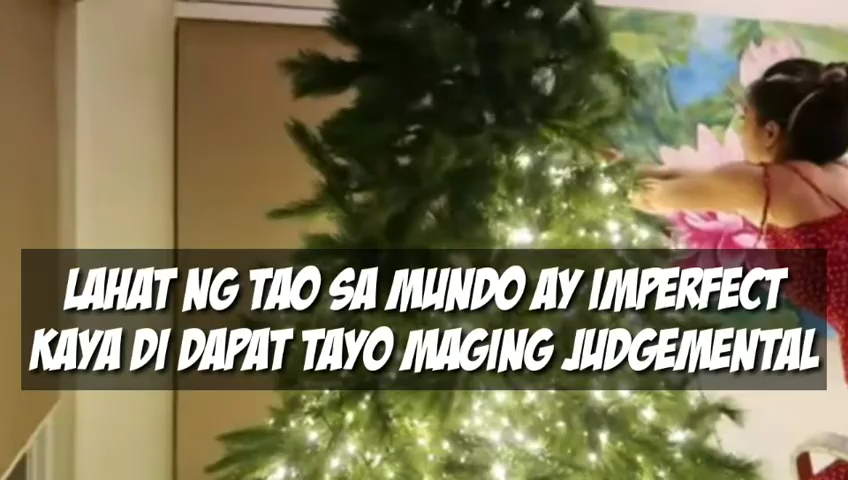 LAHAT NG TAO SA MUNDO AY IMPERFECT
KAYA DI DAPAT TAYO MAGING JUDGEMENTAL